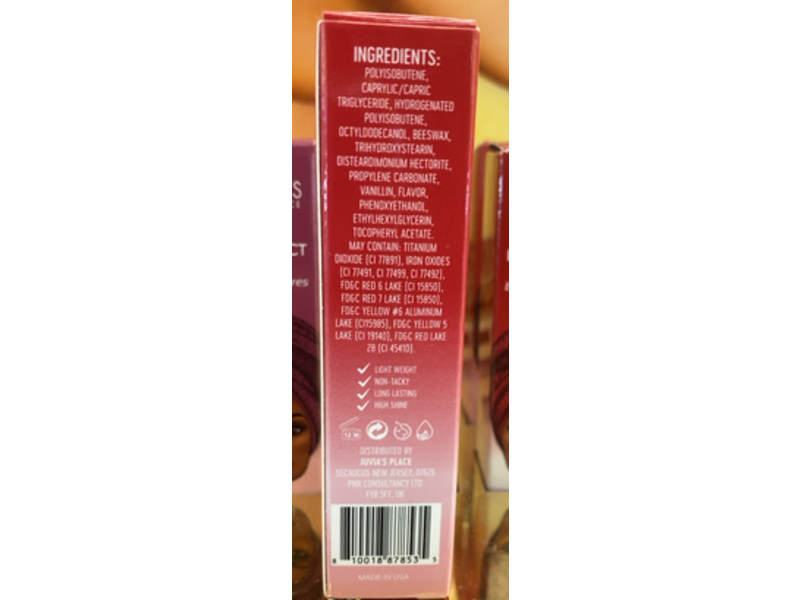 INGREDIENTS:
POLYISOBUTENE,
CAPRYLIC/CAPRIC
TRIGLYCERIDE, HYDROGENATED
POLYISOBUTENE,
OCTYLDODECANOL, BEESWAX,
TRIHYDROXYSTEARIN,
DISTEARDIMONIUM HECTORITE,
PROPYLENE CARBONATE,
VANILLIN, FLAVOR,
PHENOXYETHANOL,
ETHYLHEXYLGLYCERIN,
TOCOPHERYL ACETATE.
MAY CONTAIN: TITANIUM
DIOXIDE (CI 77891), IRON OXIDES
(CI 77491, CI 77499, CI 77492),
FD&C RED 6 LAKE (CI 15850),
FD&C RED 7 LAKE (CI 15850),
FD&C YELLOW #6 ALUMINUM
LAKE (CI15985), FD&C YELLOW 5
LAKE (CI 19140), FD&C RED LAKE
28 (CI 45410).
LIGHT WEIGHT
NON-TACKY
LONG LASTING
HIGH SHINE
12 M
DISTRIBUTED BY
JUVIA'S PLACE
SECAUCUS NEW JERSEY, 07626
PNR CONSULTANCY LTD
FY8 5FT, UK
8 10018 87853 5
MADE IN USA